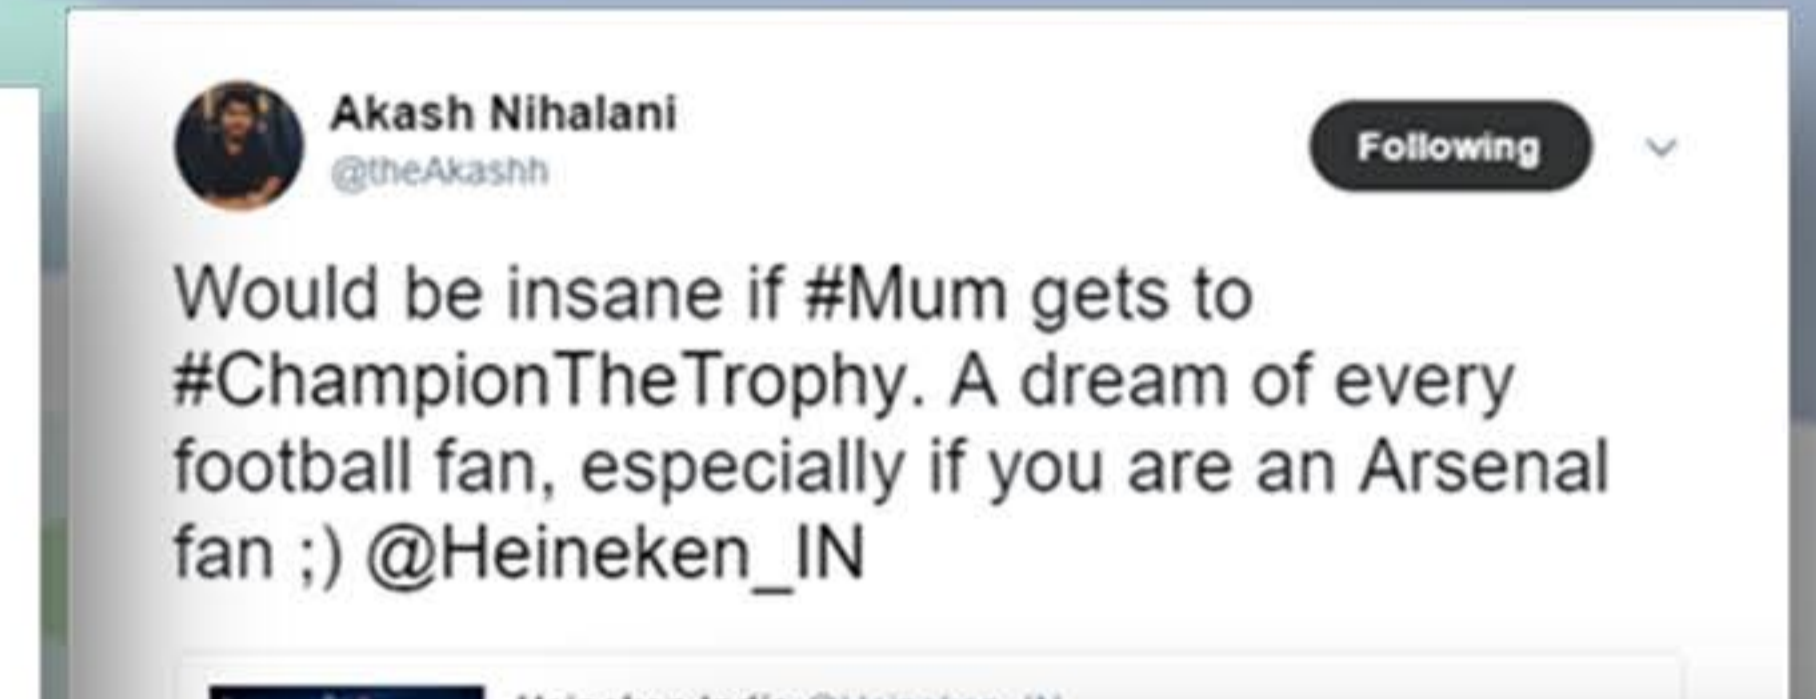 Akash Nihalani
@theAkashh
Following
Would be insane if #Mum gets to
#ChampionTheTrophy. A dream of every
football fan, especially if you are an Arsenal
fan ;) @Heineken_IN